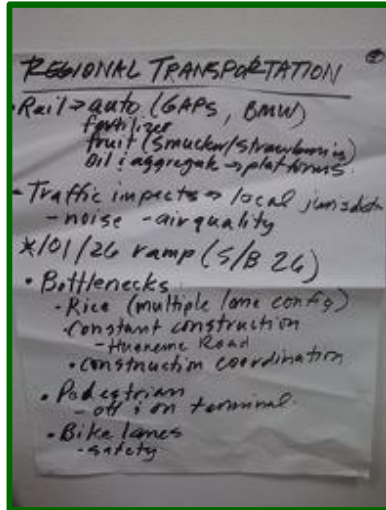 REGIONAL TRANSPORTATION
• Rail → auto (GAPs, BMW)
fertilizer
fruit (Smucker/strawberries)
oil & aggregate → platforms.
- Traffic impacts → local
- noise - air quality
*101/26 ramp (S/B 26)
• Bottlenecks
- Rice (multiple lane config)
• Constant construction
- Hueneme Road
• Construction coordination
• Pedestrian
- off & on terminal.
• Bike lanes
- safety